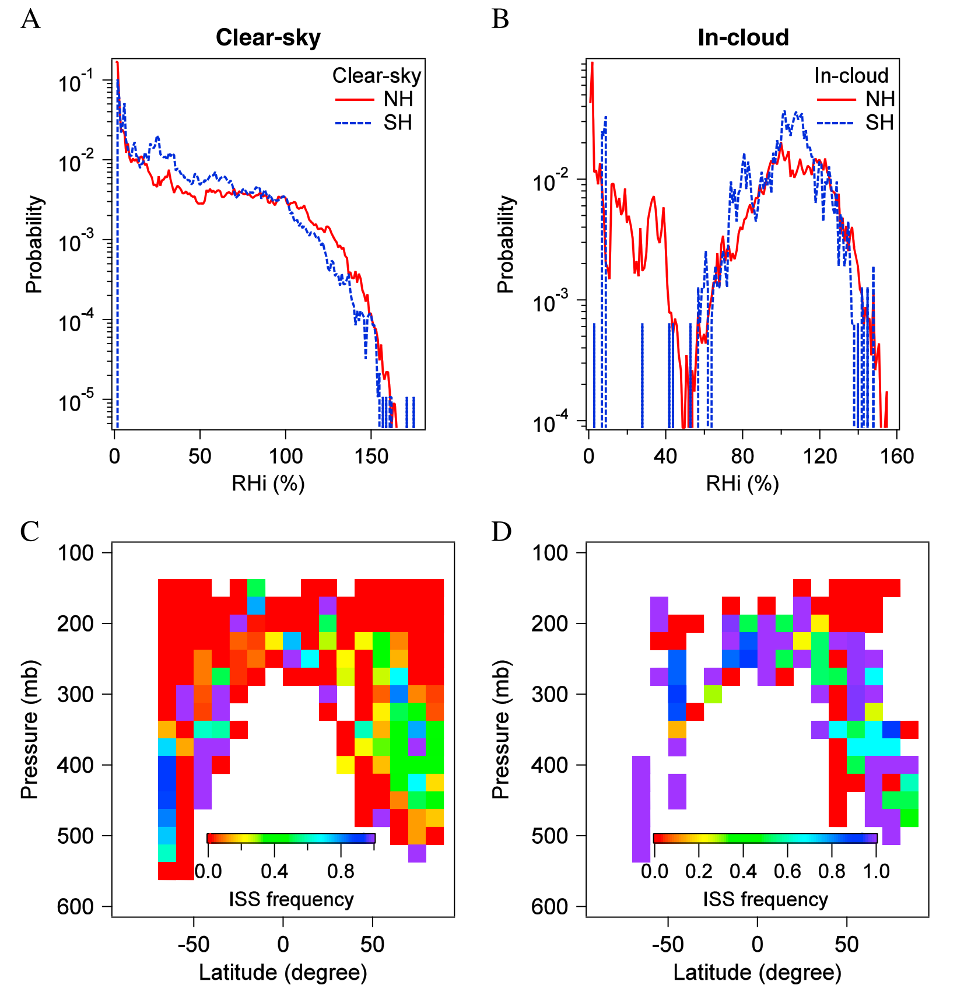 A
Clear-sky
Clear-sky
NH
SH
10-1
10-2
10-3
10-4
10-5
Probability
0 50 100 150
RHi (%)
B
In-cloud
In-cloud
NH
SH
10-2
10-3
10-4
Probability
0 40 80 120 160
RHi (%)
C
100
200
300
400
500
600
Pressure (mb)
0.0 0.4 0.8
ISS frequency
-50 0 50
Latitude (degree)
D
100
200
300
400
500
600
Pressure (mb)
0.0 0.2 0.4 0.6 0.8 1.0
ISS frequency
-50 0 50
Latitude (degree)